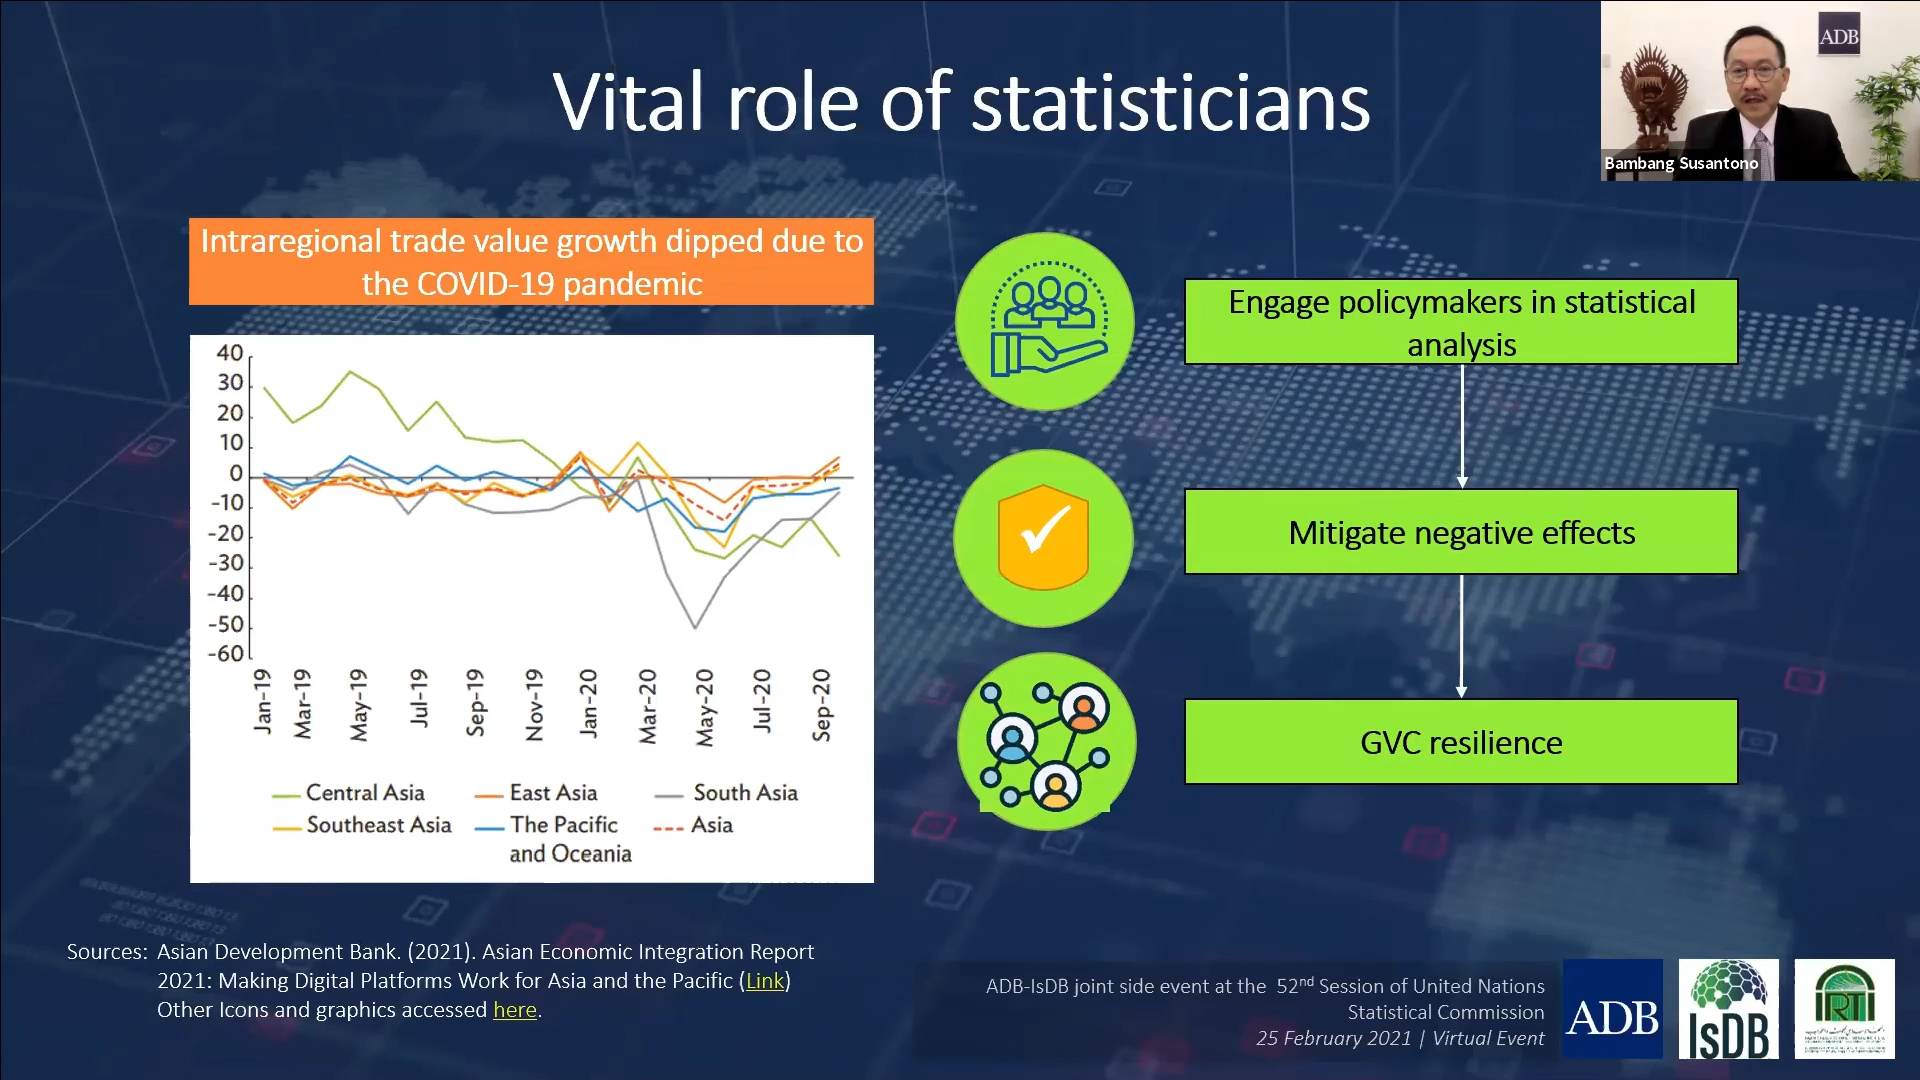 Vital role of statisticians
ADB
Bambang Susantono
Intraregional trade value growth dipped due to
the COVID-19 pandemic
40
30
20
10
0
-10
-20
-30
-40
-50
-60
Jan-19
Mar-19
May-19
Jul-19
Sep-19
Nov-19
Jan-20
Mar-20
May-20
Jul-20
Sep-20
Central Asia
East Asia
South Asia
Southeast Asia
The Pacific
and Oceania
Asia
Engage policymakers in statistical
analysis
Mitigate negative effects
GVC resilience
Sources: Asian Development Bank. (2021). Asian Economic Integration Report
2021: Making Digital Platforms Work for Asia and the Pacific (Link)
Other Icons and graphics accessed here.
ADB-IsDB joint side event at the 52nd Session of United Nations
Statistical Commission
25 February 2021 | Virtual Event
ADB
IsDB
IRTI